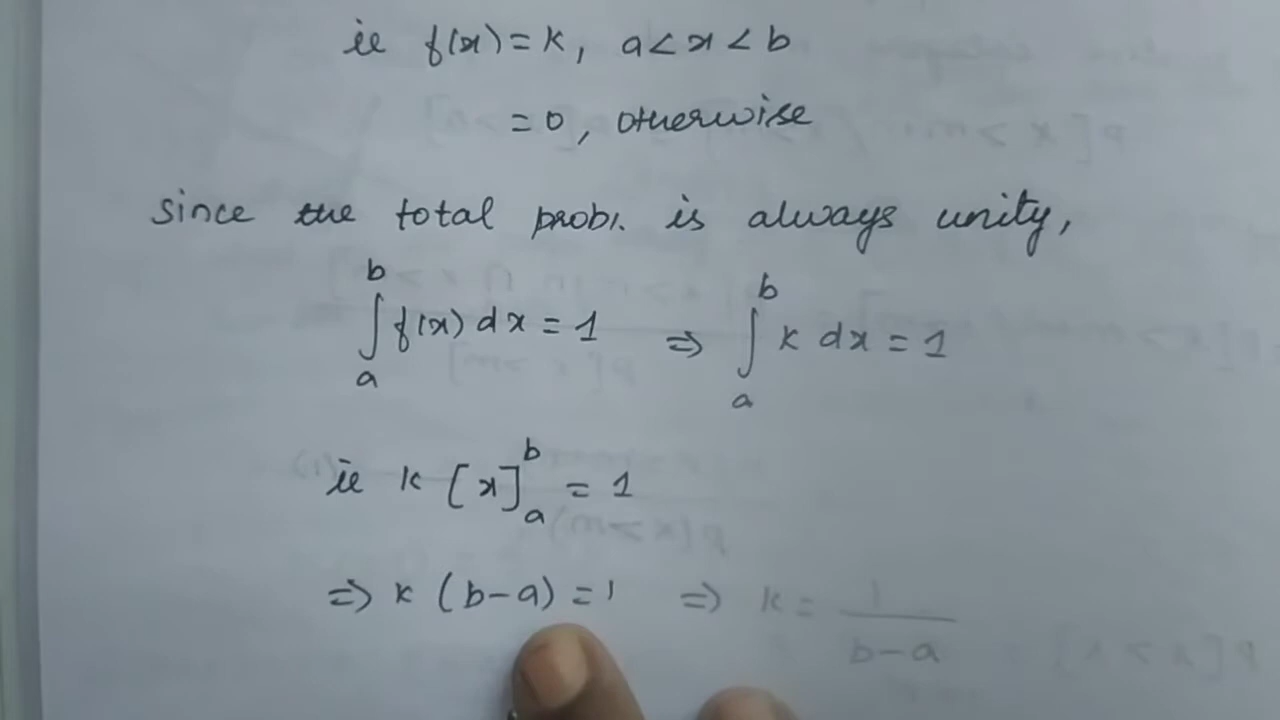 ie f(x) = k, a < x < b
= 0, otherwise
since the total prob. is always unity,
∫_a^b f(x) dx = 1 ⇒ ∫_a^b k dx = 1
ie k [x]_a^b = 1
⇒ k (b-a) = 1 ⇒ k = 1/(b-a)